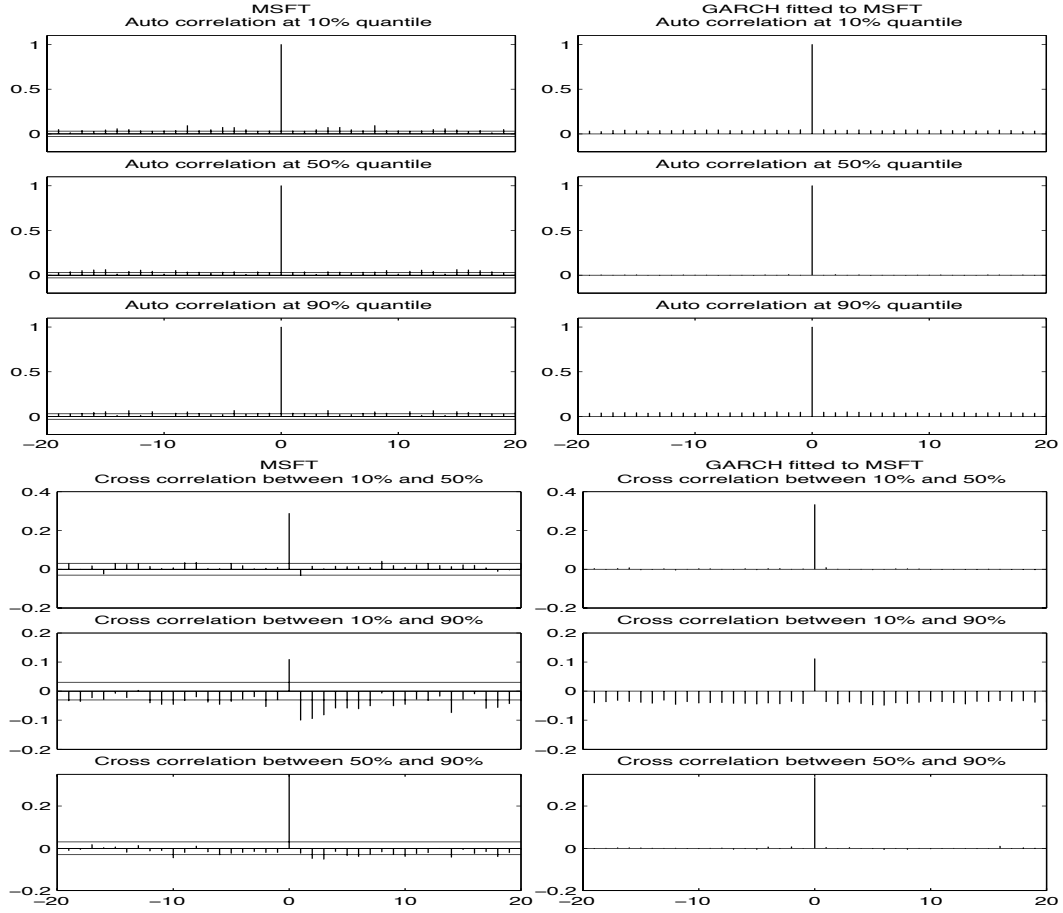 MSFT
Auto correlation at 10% quantile
1
0.5
0
Auto correlation at 50% quantile
1
0.5
0
Auto correlation at 90% quantile
1
0.5
0
−20 −10 0 10 20
GARCH fitted to MSFT
Auto correlation at 10% quantile
1
0.5
0
Auto correlation at 50% quantile
1
0.5
0
Auto correlation at 90% quantile
1
0.5
0
−20 −10 0 10 20
MSFT
Cross correlation between 10% and 50%
0.4
0.2
0
−0.2
Cross correlation between 10% and 90%
0.2
0.1
0
−0.1
−0.2
Cross correlation between 50% and 90%
0.2
0
−0.2
−20 −10 0 10 20
GARCH fitted to MSFT
Cross correlation between 10% and 50%
0.4
0.2
0
−0.2
Cross correlation between 10% and 90%
0.2
0.1
0
−0.1
−0.2
Cross correlation between 50% and 90%
0.2
0
−0.2
−20 −10 0 10 20